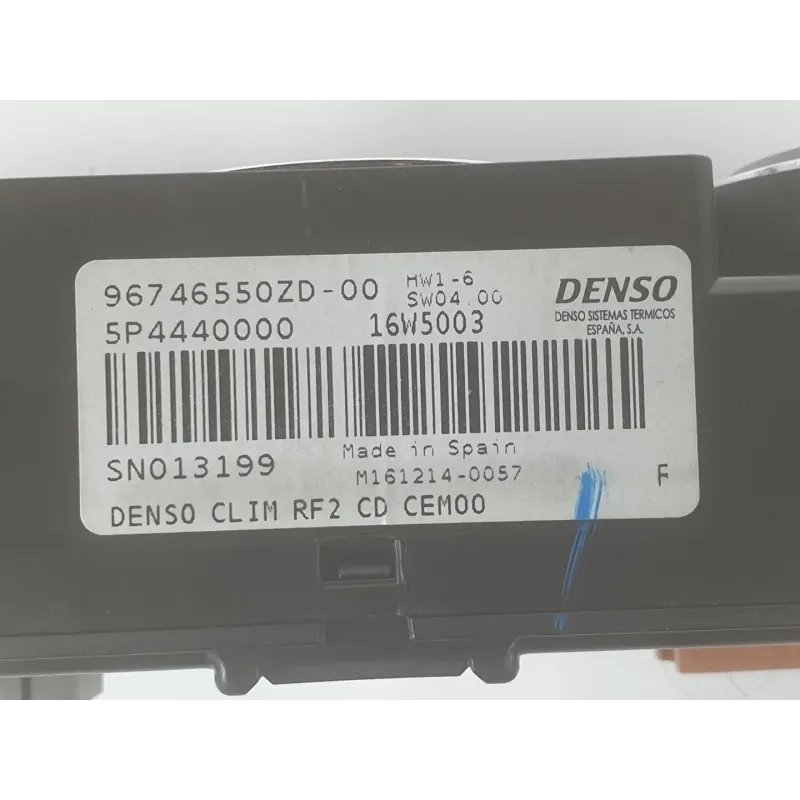 96746550ZD-00
HW1-6
SW04.00
DENSO
5P4440000
16W5003
DENSO SISTEMAS TERMICOS
ESPAÑA, S.A.
SN013199
Made in Spain
M161214-0057
F
DENSO CLIM RF2 CD CEM00